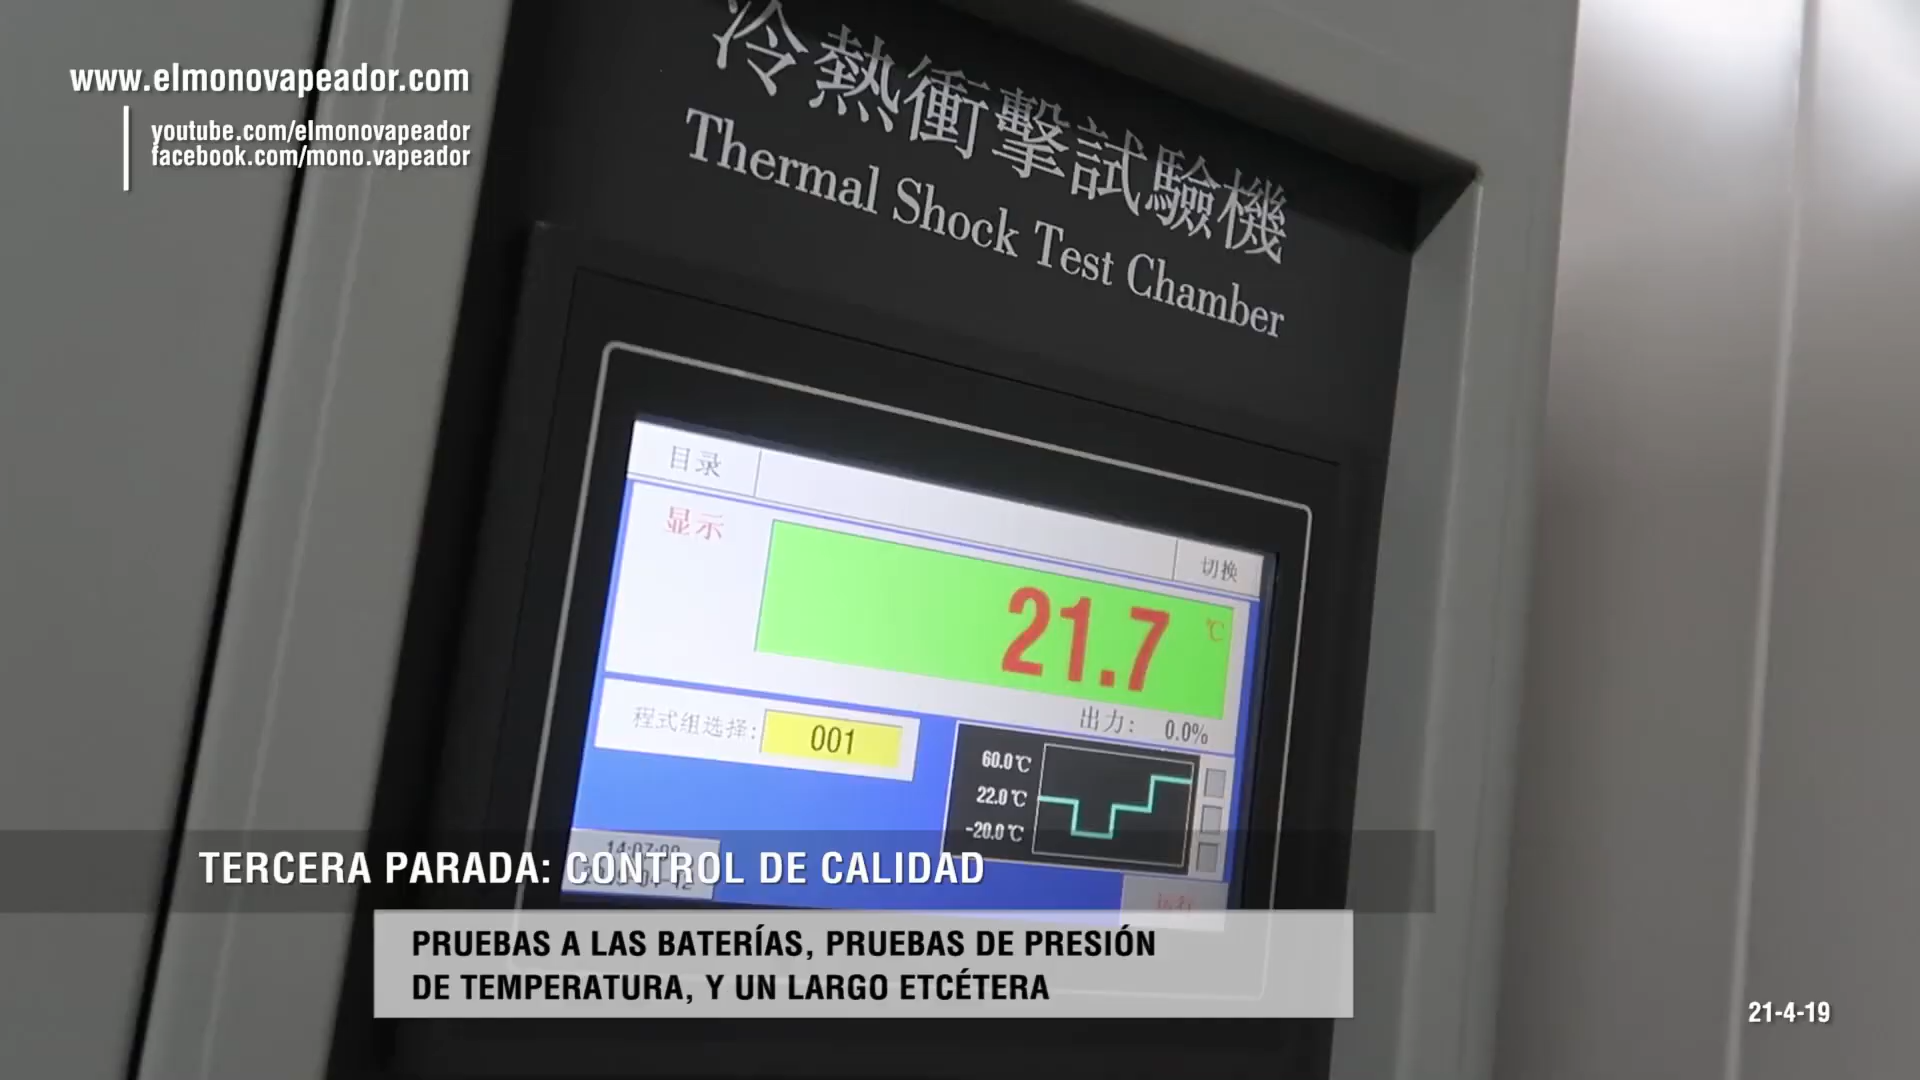 www.elmonovapeador.com
youtube.com/elmonovapeador
facebook.com/mono.vapeador
冷熱衝擊試驗機
Thermal Shock Test Chamber
目录
切换
显示
21.7 ℃
出力: 0.0%
程式组选择: 001
60.0℃
22.0℃
-20.0℃
运行
TERCERA PARADA: CONTROL DE CALIDAD
PRUEBAS A LAS BATERÍAS, PRUEBAS DE PRESIÓN
DE TEMPERATURA, Y UN LARGO ETCÉTERA
21-4-19